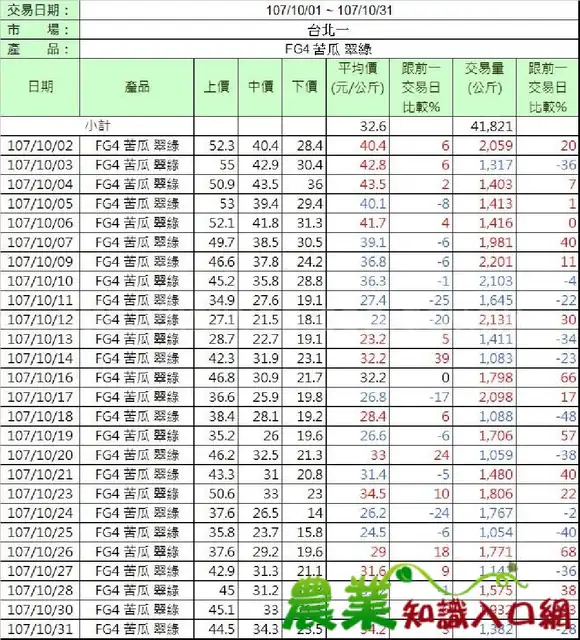 交易日期： 107/10/01 ~ 107/10/31
市 場： 台北一
產 品： FG4 苦瓜 翠綠
日期 產品 上價 中價 下價 平均價(元/公斤) 跟前一交易日比較% 交易量(公斤) 跟前一交易日比較%
小計 32.6 41,821
107/10/02 FG4 苦瓜 翠綠 52.3 40.4 28.4 40.4 6 2,059 20
107/10/03 FG4 苦瓜 翠綠 55 42.9 30.4 42.8 6 1,317 -36
107/10/04 FG4 苦瓜 翠綠 50.9 43.5 36 43.5 2 1,403 7
107/10/05 FG4 苦瓜 翠綠 53 39.4 29.4 40.1 -8 1,413 1
107/10/06 FG4 苦瓜 翠綠 52.1 41.8 31.3 41.7 4 1,416 0
107/10/07 FG4 苦瓜 翠綠 49.7 38.5 30.5 39.1 -6 1,981 40
107/10/09 FG4 苦瓜 翠綠 46.6 37.8 24.2 36.8 -6 2,201 11
107/10/10 FG4 苦瓜 翠綠 45.2 35.8 28.8 36.3 -1 2,103 -4
107/10/11 FG4 苦瓜 翠綠 34.9 27.6 19.1 27.4 -25 1,645 -22
107/10/12 FG4 苦瓜 翠綠 27.1 21.5 18.1 22 -20 2,131 30
107/10/13 FG4 苦瓜 翠綠 28.7 22.7 19.1 23.2 5 1,411 -34
107/10/14 FG4 苦瓜 翠綠 42.3 31.9 23.1 32.2 39 1,083 -23
107/10/16 FG4 苦瓜 翠綠 46.8 30.9 21.7 32.2 0 1,798 66
107/10/17 FG4 苦瓜 翠綠 36.6 25.9 19.8 26.8 -17 2,098 17
107/10/18 FG4 苦瓜 翠綠 38.4 28.1 19.2 28.4 6 1,088 -48
107/10/19 FG4 苦瓜 翠綠 35.2 26 19.6 26.6 -6 1,706 57
107/10/20 FG4 苦瓜 翠綠 46.2 32.5 21.3 33 24 1,059 -38
107/10/21 FG4 苦瓜 翠綠 43.3 31 20.8 31.4 -5 1,480 40
107/10/23 FG4 苦瓜 翠綠 50.6 33 23 34.5 10 1,806 22
107/10/24 FG4 苦瓜 翠綠 37.6 26.5 14 26.2 -24 1,767 -2
107/10/25 FG4 苦瓜 翠綠 35.8 23.7 15.8 24.5 -6 1,054 -40
107/10/26 FG4 苦瓜 翠綠 37.6 29.2 19.6 29 18 1,771 68
107/10/27 FG4 苦瓜 翠綠 42.9 31.3 21.1 31.6 9 -36
107/10/28 FG4 苦瓜 翠綠 45 31.2 1,575 38
107/10/30 FG4 苦瓜 翠綠 45.1 33
107/10/31 FG4 苦瓜 翠綠 44.5 34.3
農業知識入口網